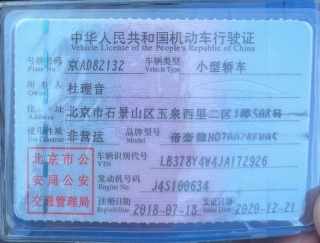 中华人民共和国机动车行驶证
Vehicle License of the People's Republic of China
号牌号码 京AD82132 车辆类型 小型轿车
Plate No. Vehicle Type
所有人 杜理音
Owner
住址 北京市石景山区玉泉西里二区1楼508号
Address
使用性质 非营运 品牌型号
Use Character Model
北京市公
安局公安
交通管理局
车辆识别代号 LB378Y4W4JA172926
VIN
发动机号码 J4S100634
Engine No.
注册日期 2018-07-18 发证日期 2020-12-21
Register Date Issue Date